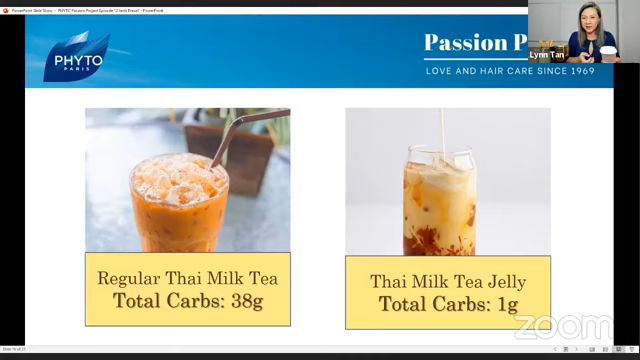 PowerPoint Slide Show - PHYTO Passion Project Episode 12 (with Bread) - PowerPoint
PHYTO
PARIS
Passion P
LOVE AND HAIR CARE SINCE 1969
Lynn Tan
Regular Thai Milk Tea
Total Carbs: 38g
Thai Milk Tea Jelly
Total Carbs: 1g
zoom